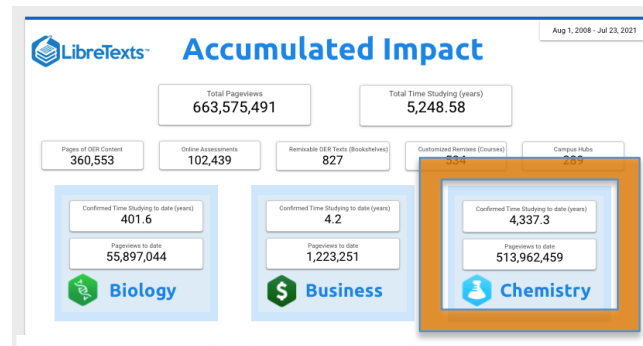 Aug 1, 2008 - Jul 23, 2021
LibreTexts™ Accumulated Impact
Total Pageviews Total Time Studying (years)
663,575,491 5,248.58
Pages of OER Content Online Assessments Remixable OER Texts (Bookshelves) Customized Remixes (Courses) Campus Hubs
360,553 102,439 827 534 289
Confirmed Time Studying to date (years) Confirmed Time Studying to date (years) Confirmed Time Studying to date (years)
401.6 4.2 4,337.3
Pageviews to date Pageviews to date Pageviews to date
55,897,044 1,223,251 513,962,459
Biology $ Business Chemistry